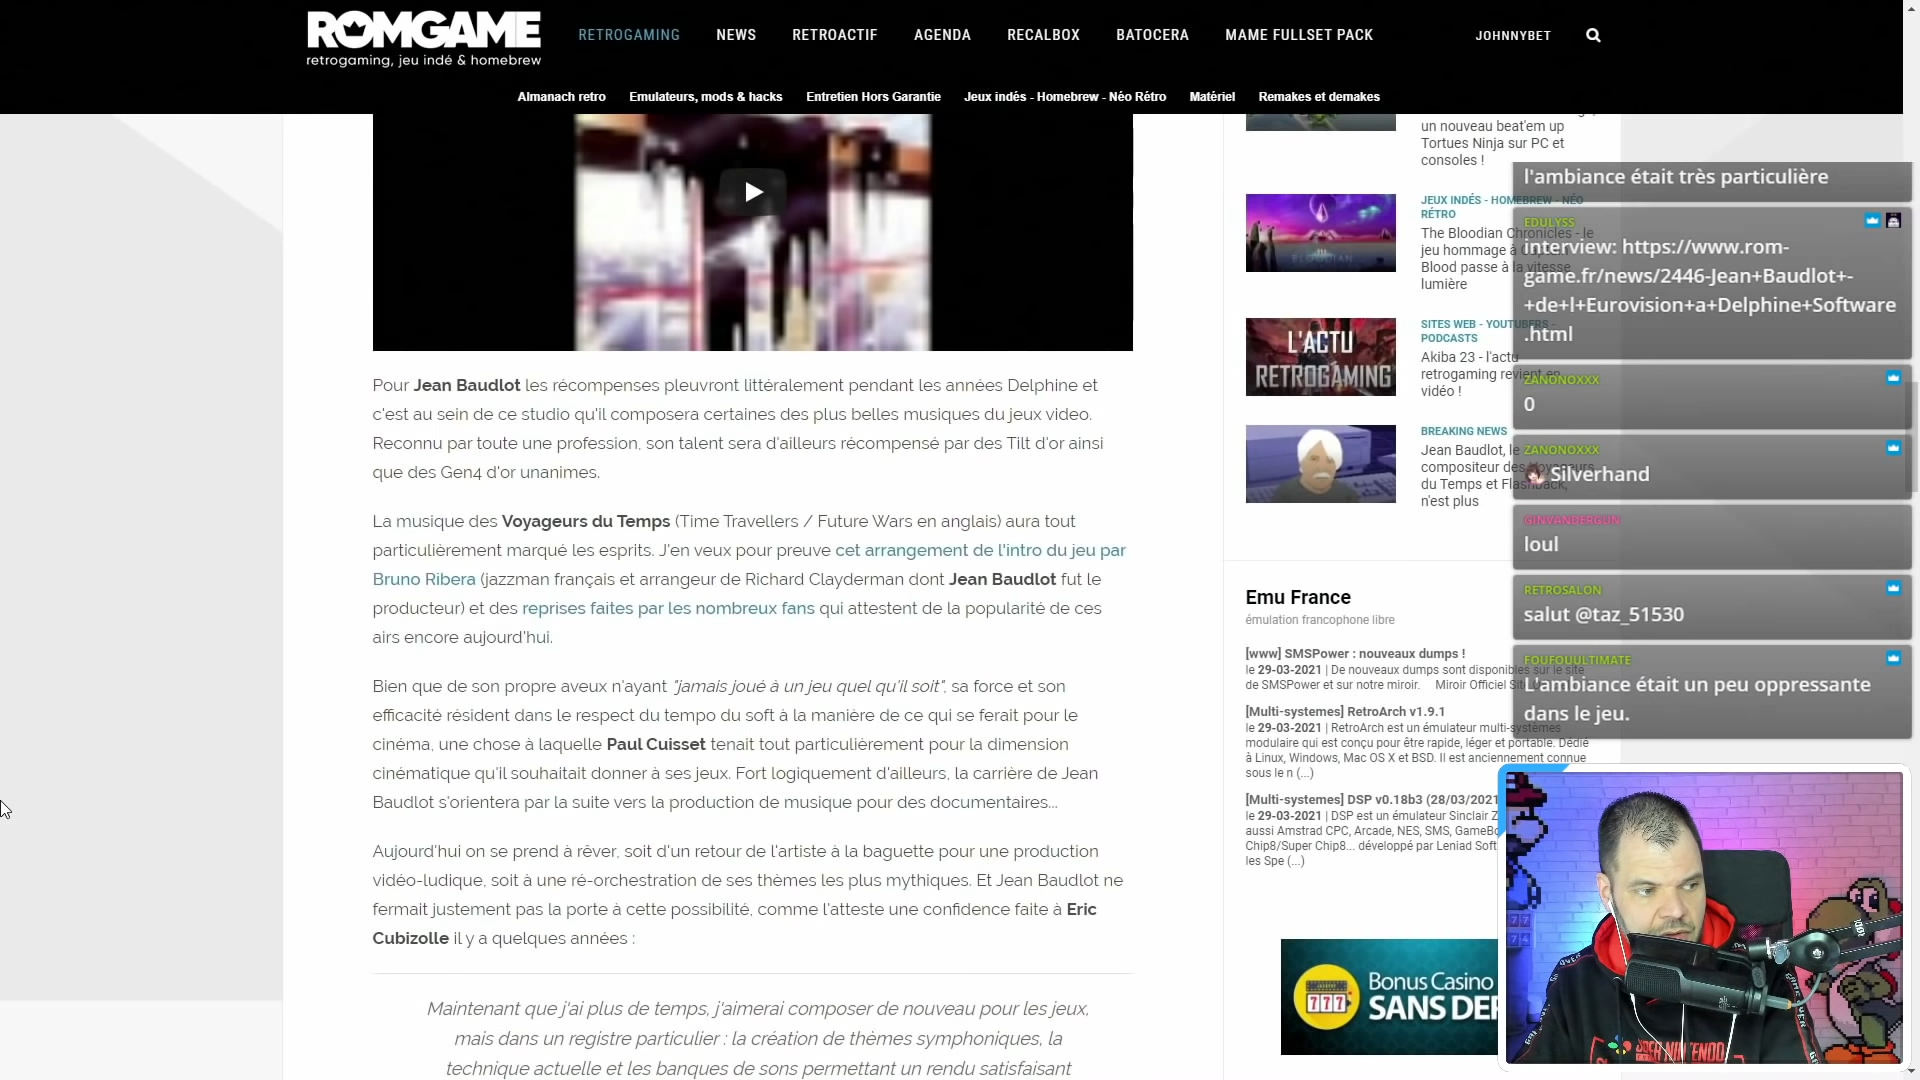 ROMGAME
retrogaming, jeu indé & homebrew
RETROGAMING
NEWS
RETROACTIF
AGENDA
RECALBOX
BATOCERA
MAME FULLSET PACK
JOHNNYBET
Almanach retro
Emulateurs, mods & hacks
Entretien Hors Garantie
Jeux indés - Homebrew - Néo Rétro
Matériel
Remakes et demakes
Pour Jean Baudlot les récompenses pleuvront littéralement pendant les années Delphine et
c'est au sein de ce studio qu'il composera certaines des plus belles musiques du jeux video.
Reconnu par toute une profession, son talent sera d'ailleurs récompensé par des Tilt d'or ainsi
que des Gen4 d'or unanimes.
La musique des Voyageurs du Temps (Time Travellers / Future Wars en anglais) aura tout
particulièrement marqué les esprits. J'en veux pour preuve cet arrangement de l'intro du jeu par
Bruno Ribera (jazzman français et arrangeur de Richard Clayderman dont Jean Baudlot fut le
producteur) et des reprises faites par les nombreux fans qui attestent de la popularité de ces
airs encore aujourd'hui.
Bien que de son propre aveux n'ayant "jamais joué à un jeu quel qu'il soit", sa force et son
efficacité résident dans le respect du tempo du soft à la manière de ce qui se ferait pour le
cinéma, une chose à laquelle Paul Cuisset tenait tout particulièrement pour la dimension
cinématique qu'il souhaitait donner à ses jeux. Fort logiquement d'ailleurs, la carrière de Jean
Baudlot s'orientera par la suite vers la production de musique pour des documentaires...
Aujourd'hui on se prend à rêver, soit d'un retour de l'artiste à la baguette pour une production
vidéo-ludique, soit à une ré-orchestration de ses thèmes les plus mythiques. Et Jean Baudlot ne
fermait justement pas la porte à cette possibilité, comme l'atteste une confidence faite à Eric
Cubizolle il y a quelques années :
Maintenant que j'ai plus de temps, j'aimerai composer de nouveau pour les jeux,
mais dans un registre particulier : la création de thèmes symphoniques, la
technique actuelle et les banques de sons permettant un rendu satisfaisant
un nouveau beat'em up
Tortues Ninja sur PC et
consoles !
JEUX INDÉS - HOMEBREW - NÉO
RÉTRO
The Bloodian Chronicles - le
jeu hommage à
Blood passe à la vitesse
lumière
L'ACTU
RETROGAMING
SITES WEB - YOUTUBERS -
PODCASTS
Akiba 23 - l'actu
retrogaming revient en
vidéo !
BREAKING NEWS
Jean Baudlot, le
compositeur des Voyageurs
du Temps et Flashback,
n'est plus
Emu France
émulation francophone libre
[www] SMSPower : nouveaux dumps !
le 29-03-2021 | De nouveaux dumps sont disponibles sur le site
de SMSPower et sur notre miroir. Miroir Officiel
[Multi-systemes] RetroArch v1.9.1
le 29-03-2021 | RetroArch est un émulateur multi-systèmes
modulaire qui est conçu pour être rapide, léger et portable. Dédié
à Linux, Windows, Mac OS X et BSD. Il est anciennement connue
sous le n (...)
[Multi-systemes] DSP v0.18b3 (28/03/2021
le 29-03-2021 | DSP est un émulateur Sinclair
aussi Amstrad CPC, Arcade, NES, SMS,
Chip8/Super Chip8... développé par Leniad
les Spe (...)
777
Bonus Casino
SANS
l'ambiance était très particulière
EDULYSS
interview: https://www.rom-
game.fr/news/2446-Jean+Baudlot+-
+de+l+Eurovision+a+Delphine+Software
.html
ZANONOXXX
0
ZANONOXXX
Silverhand
GINVANDERGUN
loul
RETROSALON
salut @taz_51530
FOUFOUULTIMATE
L'ambiance était un peu oppressante
dans le jeu.